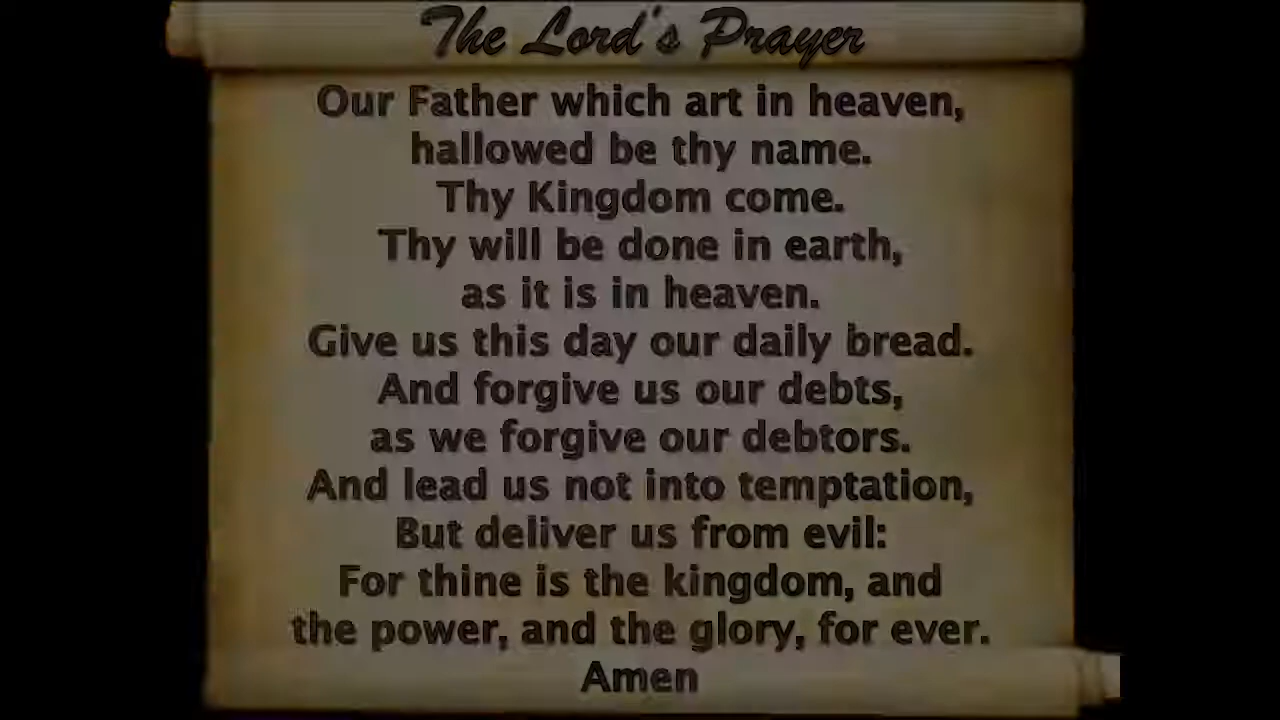 The Lord's Prayer
Our Father which art in heaven,
hallowed be thy name.
Thy Kingdom come.
Thy will be done in earth,
as it is in heaven.
Give us this day our daily bread.
And forgive us our debts,
as we forgive our debtors.
And lead us not into temptation,
But deliver us from evil:
For thine is the kingdom, and
the power, and the glory, for ever.
Amen